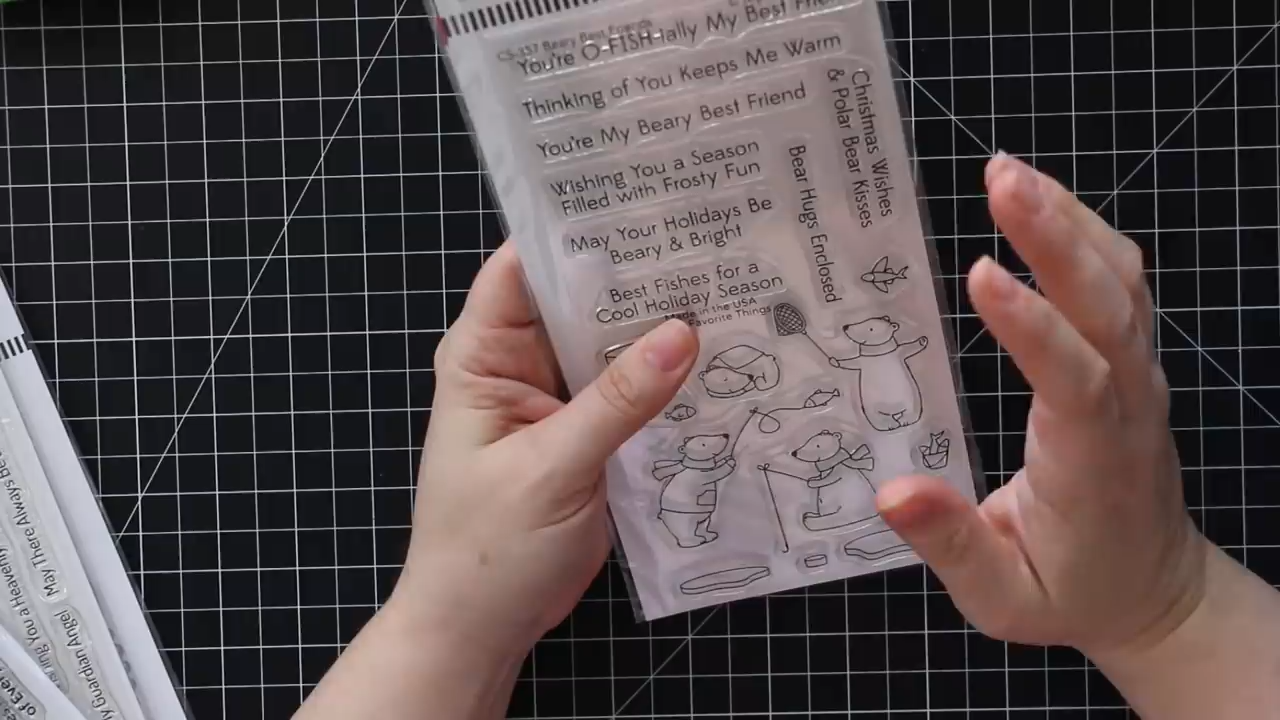 CS-337 Beary Best Friends
You're O-FISH-ially My Best
Thinking of You Keeps Me Warm
You're My Beary Best Friend
Wishing You a Season
Filled with Frosty Fun
May Your Holidays Be
Beary & Bright
Best Fishes for a
Cool Holiday Season
Made in the USA
Favorite Things
Christmas Wishes
& Polar Bear Kisses
Bear Hugs Enclosed
May There Always Be
You a Heavenly
Guardian Angel